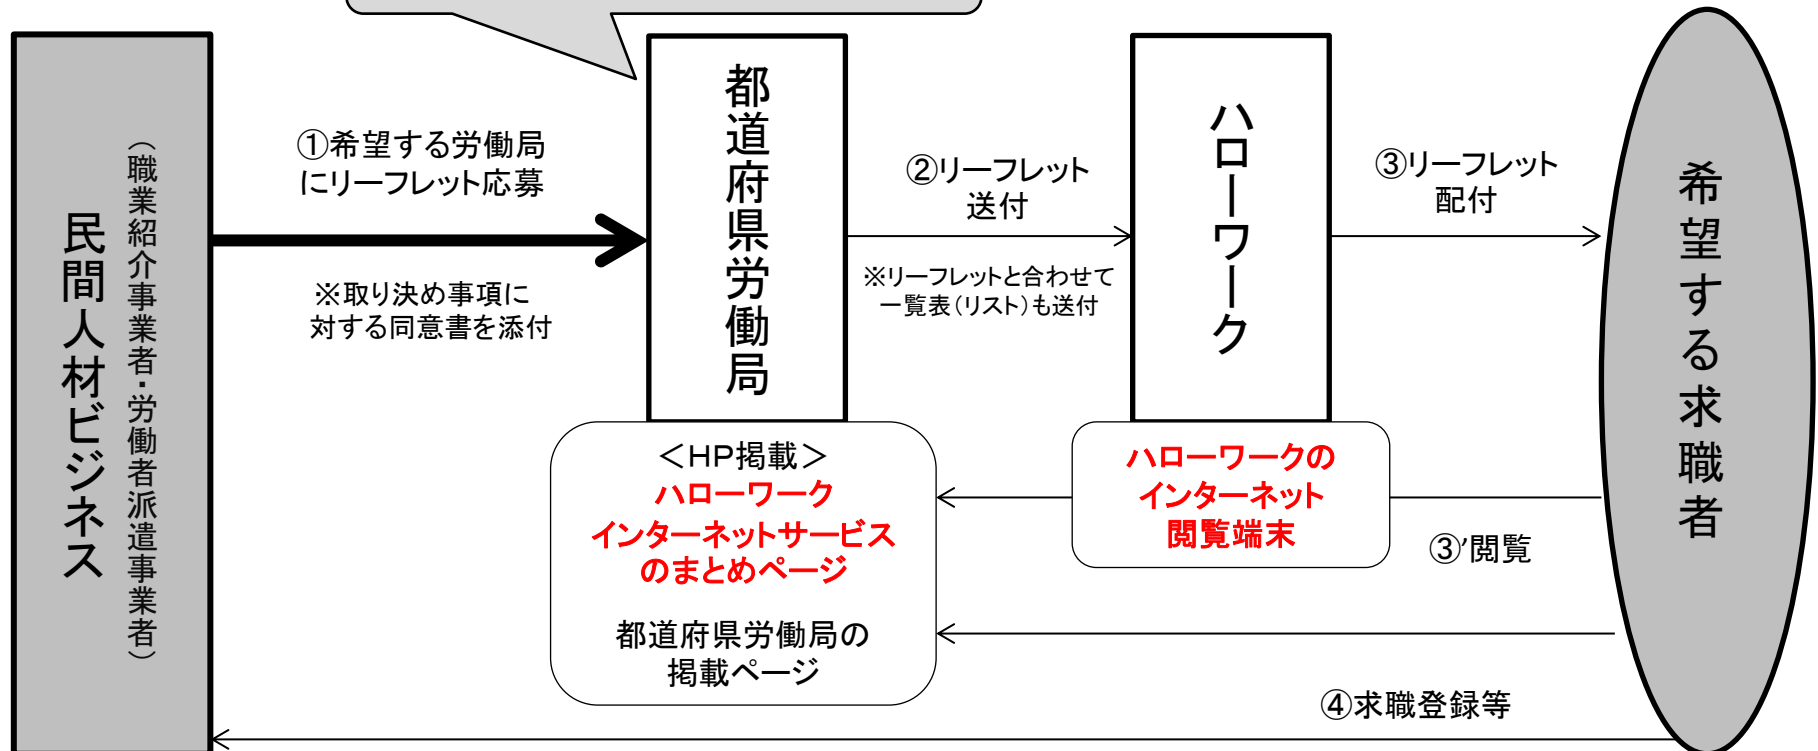 民間人材ビジネス
（職業紹介事業者・労働者派遣事業者）
①希望する労働局
にリーフレット応募
※取り決め事項に
対する同意書を添付
都道府県労働局
②リーフレット
送付
※リーフレットと合わせて
一覧表（リスト）も送付
ハローワーク
③リーフレット
配付
希望する求職者
＜HP掲載＞
ハローワーク
インターネットサービス
のまとめページ
都道府県労働局の
掲載ページ
ハローワークの
インターネット
閲覧端末
③’閲覧
④求職登録等